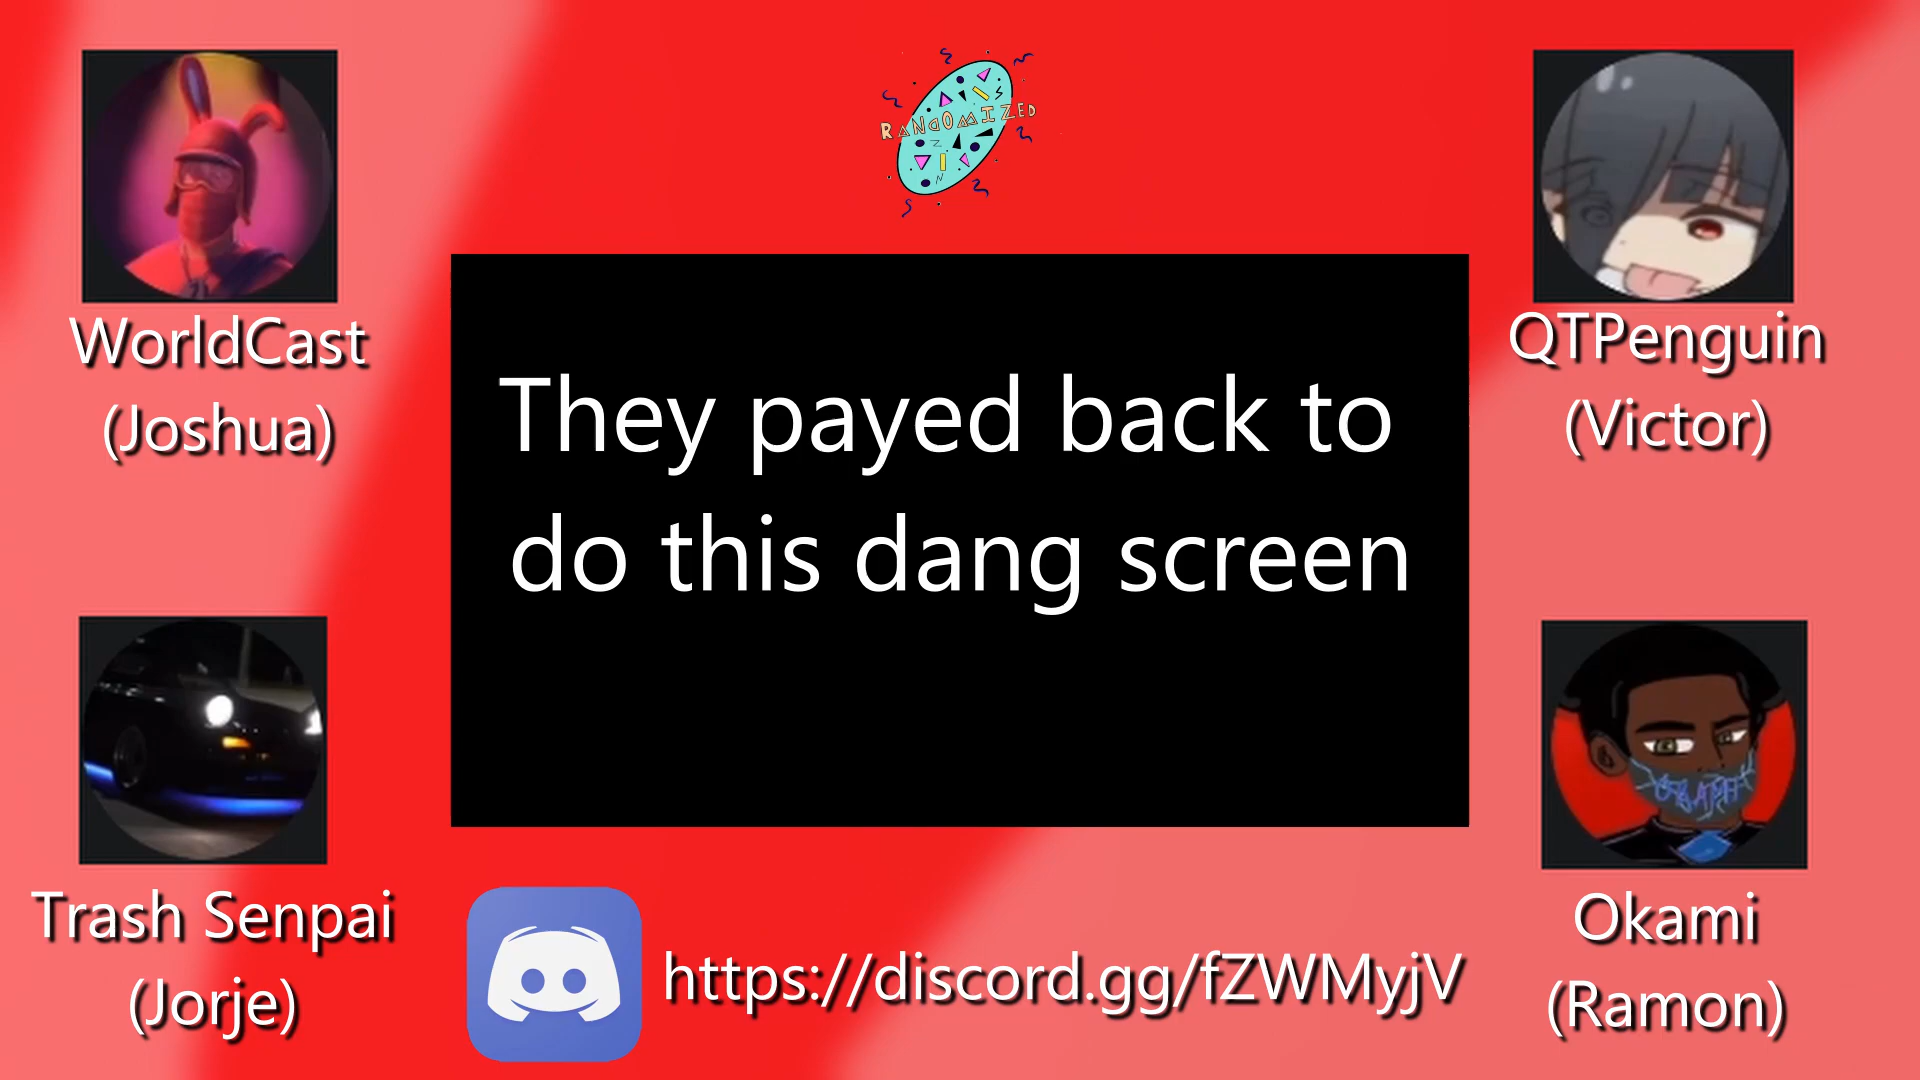 RANdOmIZED
WorldCast
(Joshua)
QTPenguin
(Victor)
They payed back to
do this dang screen
Trash Senpai
(Jorje)
Okami
(Ramon)
https://discord.gg/fZWMyjV